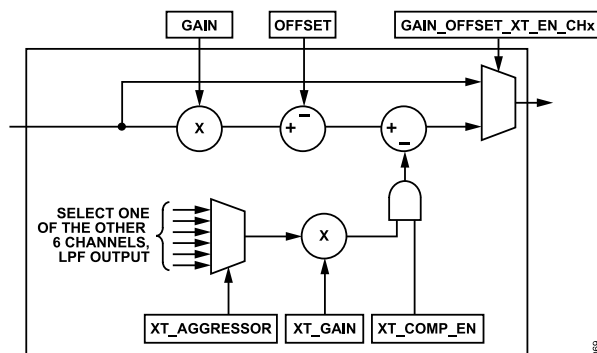 GAIN
OFFSET
GAIN_OFFSET_XT_EN_CHx
X
+
−
+
−
SELECT ONE
OF THE OTHER
6 CHANNELS,
LPF OUTPUT
X
XT_AGGRESSOR
XT_GAIN
XT_COMP_EN